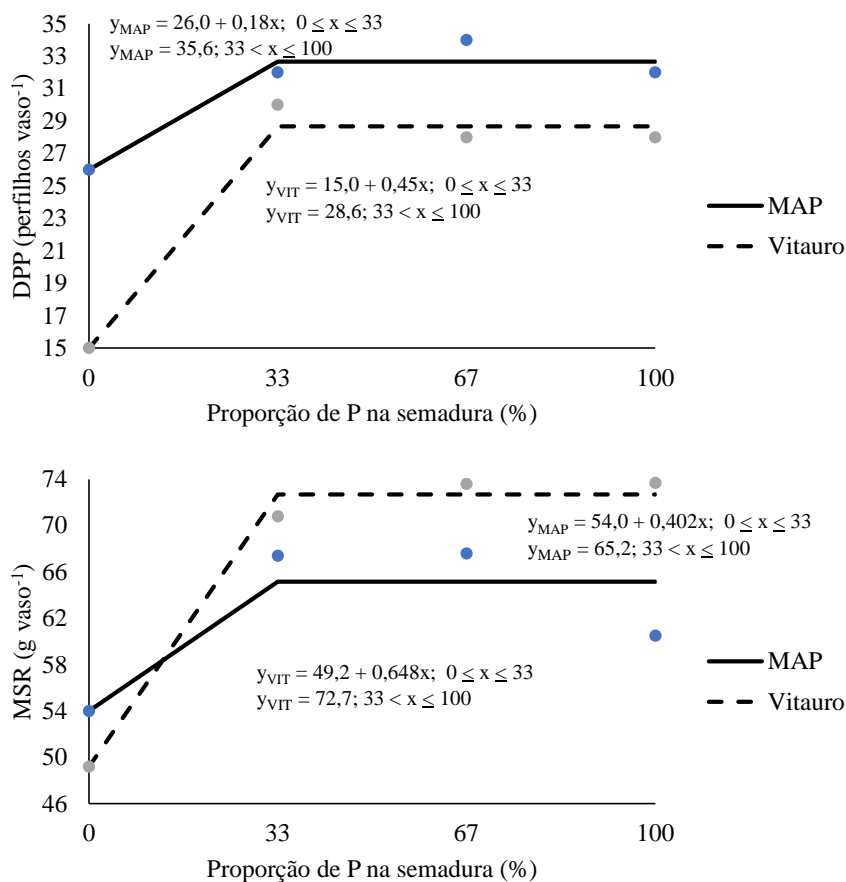 35
33
31
29
27
25
23
21
19
17
15
DPP (perfilhos vaso-1)
yMAP = 26,0 + 0,18x; 0 ≤ x ≤ 33
yMAP = 35,6; 33 < x ≤ 100
yVIT = 15,0 + 0,45x; 0 ≤ x ≤ 33
yVIT = 28,6; 33 < x ≤ 100
MAP
Vitauro
0 33 67 100
Proporção de P na semadura (%)
74
70
66
62
58
54
50
46
MSR (g vaso-1)
yMAP = 54,0 + 0,402x; 0 ≤ x ≤ 33
yMAP = 65,2; 33 < x ≤ 100
yVIT = 49,2 + 0,648x; 0 ≤ x ≤ 33
yVIT = 72,7; 33 < x ≤ 100
MAP
Vitauro
0 33 67 100
Proporção de P na semadura (%)